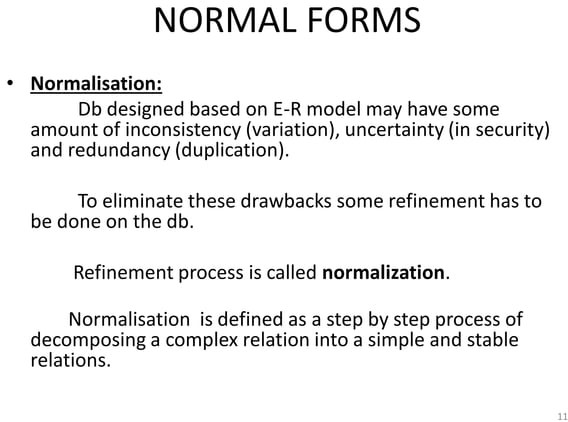 NORMAL FORMS
• Normalisation:
Db designed based on E-R model may have some
amount of inconsistency (variation), uncertainty (in security)
and redundancy (duplication).
To eliminate these drawbacks some refinement has to
be done on the db.
Refinement process is called normalization.
Normalisation is defined as a step by step process of
decomposing a complex relation into a simple and stable
relations.
11